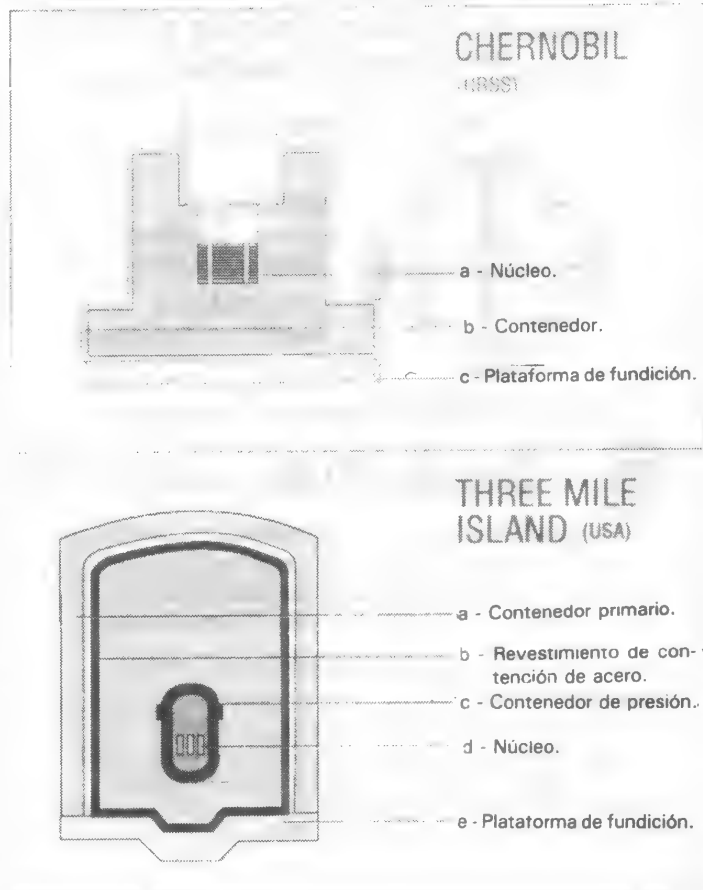 CHERNOBIL
(URSS)
a - Núcleo.
b - Contenedor.
c - Plataforma de fundición.
THREE MILE
ISLAND (USA)
a - Contenedor primario.
b - Revestimiento de con-
tención de acero.
c - Contenedor de presión.
d - Núcleo.
e - Plataforma de fundición.